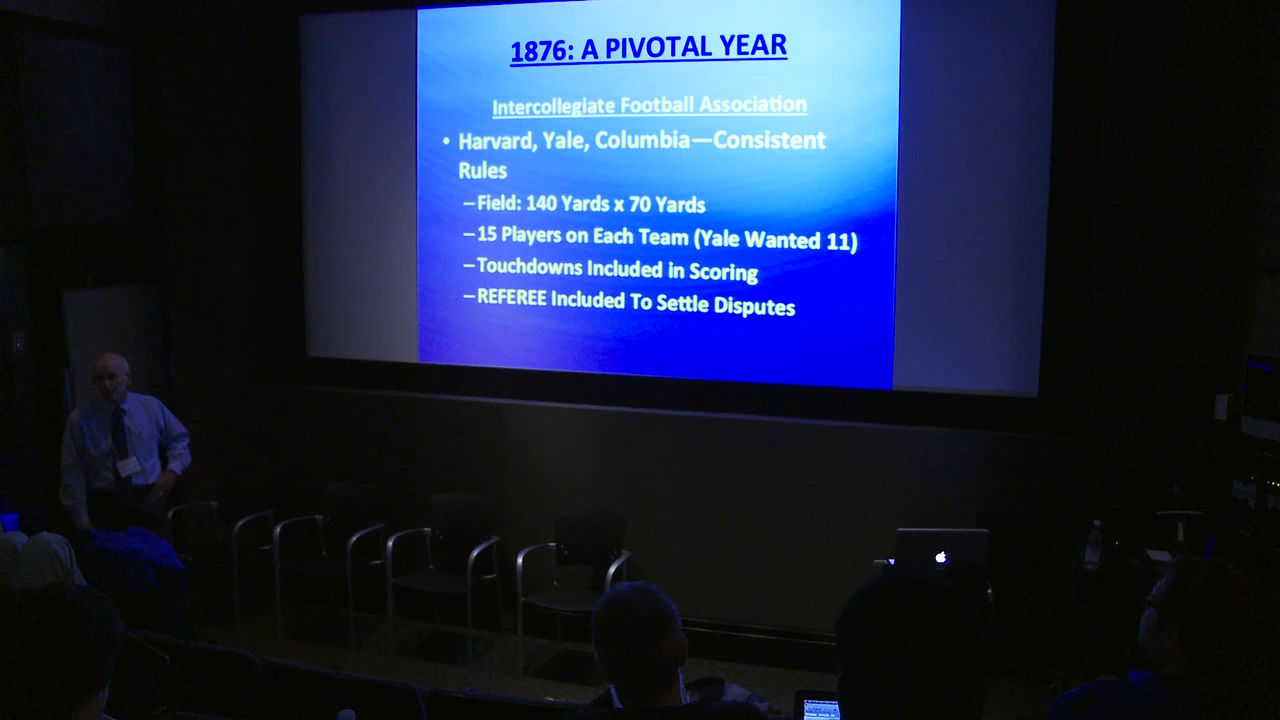 1876: A PIVOTAL YEAR
Intercollegiate Football Association
• Harvard, Yale, Columbia—Consistent
Rules
–Field: 140 Yards x 70 Yards
–15 Players on Each Team (Yale Wanted 11)
–Touchdowns Included in Scoring
–REFEREE Included To Settle Disputes